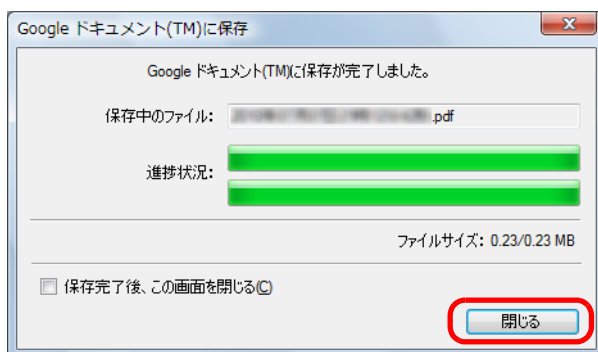 Google ドキュメント(TM)に保存
Google ドキュメント(TM)に保存が完了しました。
保存中のファイル: .pdf
進捗状況:
ファイルサイズ: 0.23/0.23 MB
保存完了後、この画面を閉じる(C)
閉じる